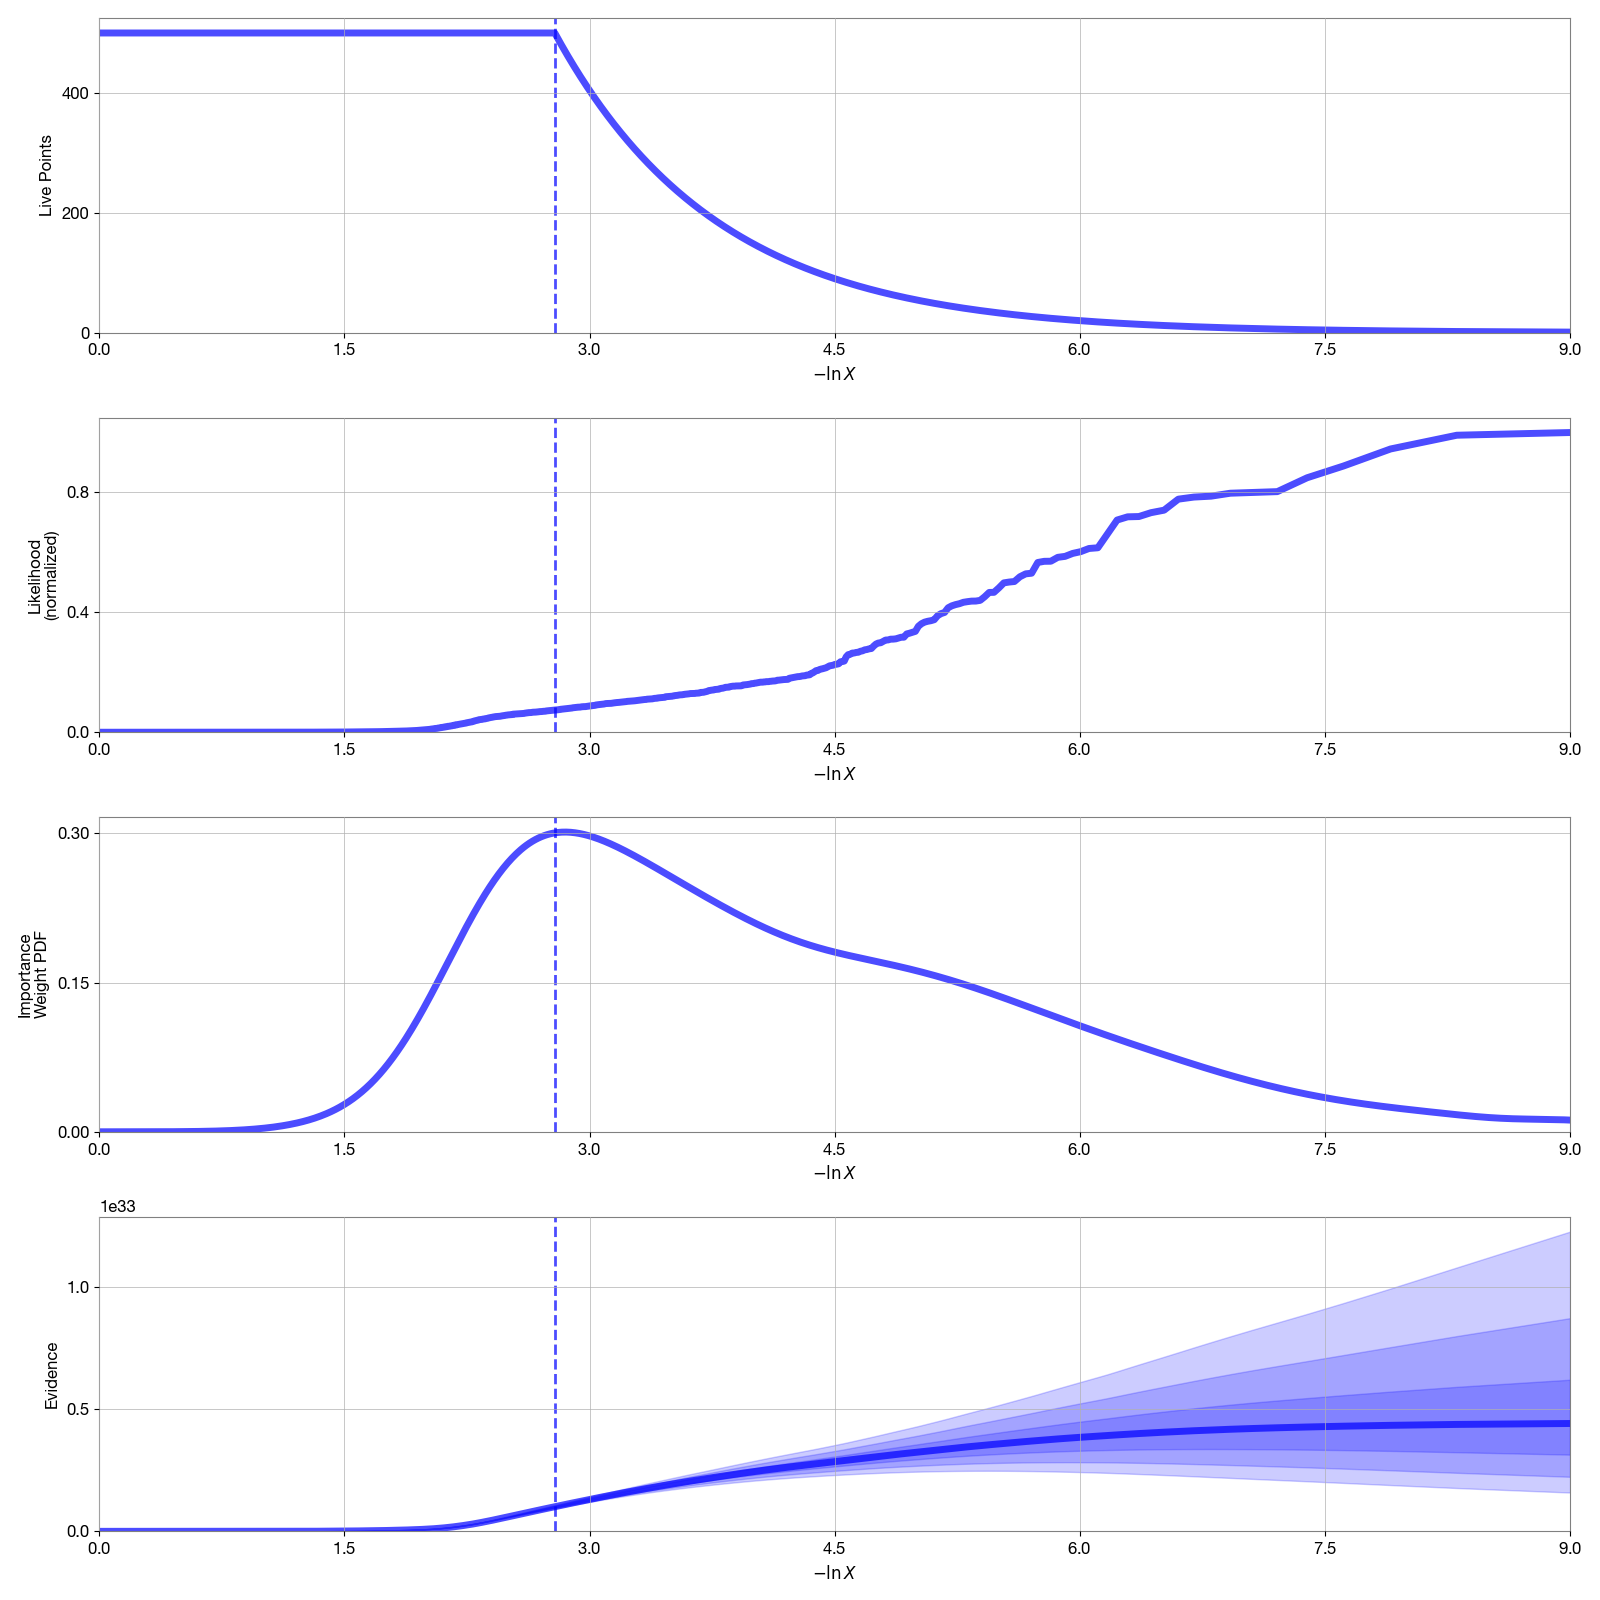 400
200
0
Live Points
0.0 1.5 3.0 4.5 6.0 7.5 9.0
−ln X
0.8
0.4
0.0
Likelihood
(normalized)
0.0 1.5 3.0 4.5 6.0 7.5 9.0
−ln X
0.30
0.15
0.00
Importance
Weight PDF
0.0 1.5 3.0 4.5 6.0 7.5 9.0
−ln X
1e33
1.0
0.5
0.0
Evidence
0.0 1.5 3.0 4.5 6.0 7.5 9.0
−ln X